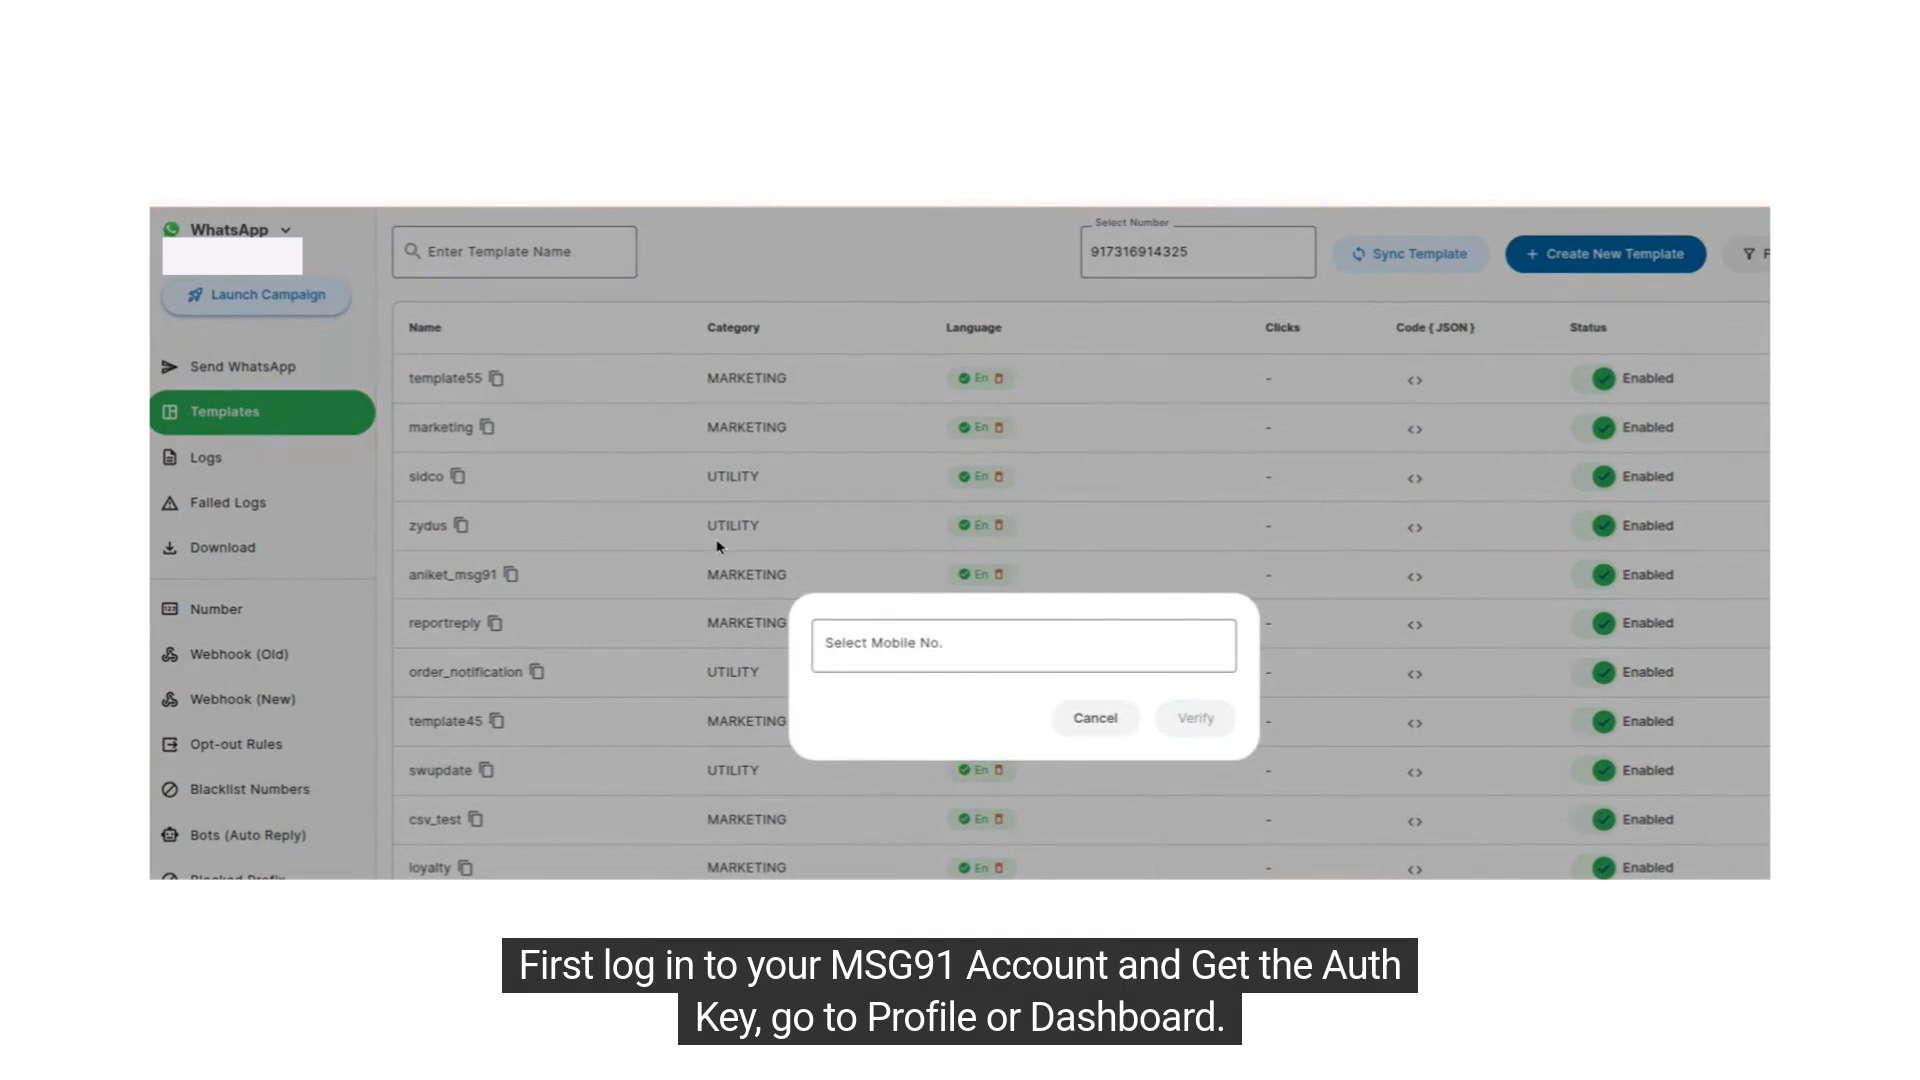 WhatsApp
Launch Campaign
Send WhatsApp
Templates
Logs
Failed Logs
Download
Number
Webhook (Old)
Webhook (New)
Opt-out Rules
Blacklist Numbers
Bots (Auto Reply)
Blocked Prefix
Enter Template Name
Select Number
917316914325
Sync Template
+ Create New Template
F
Name Category Language Clicks Code { JSON } Status
template55 MARKETING En - <> Enabled
marketing MARKETING En - <> Enabled
sidco UTILITY En - <> Enabled
zydus UTILITY En - <> Enabled
aniket_msg91 MARKETING En - <> Enabled
reportreply MARKETING - <> Enabled
order_notification UTILITY - <> Enabled
template45 MARKETING - <> Enabled
swupdate UTILITY En - <> Enabled
csv_test MARKETING En - <> Enabled
loyalty MARKETING En - <> Enabled
Select Mobile No.
Cancel Verify
First log in to your MSG91 Account and Get the Auth
Key, go to Profile or Dashboard.